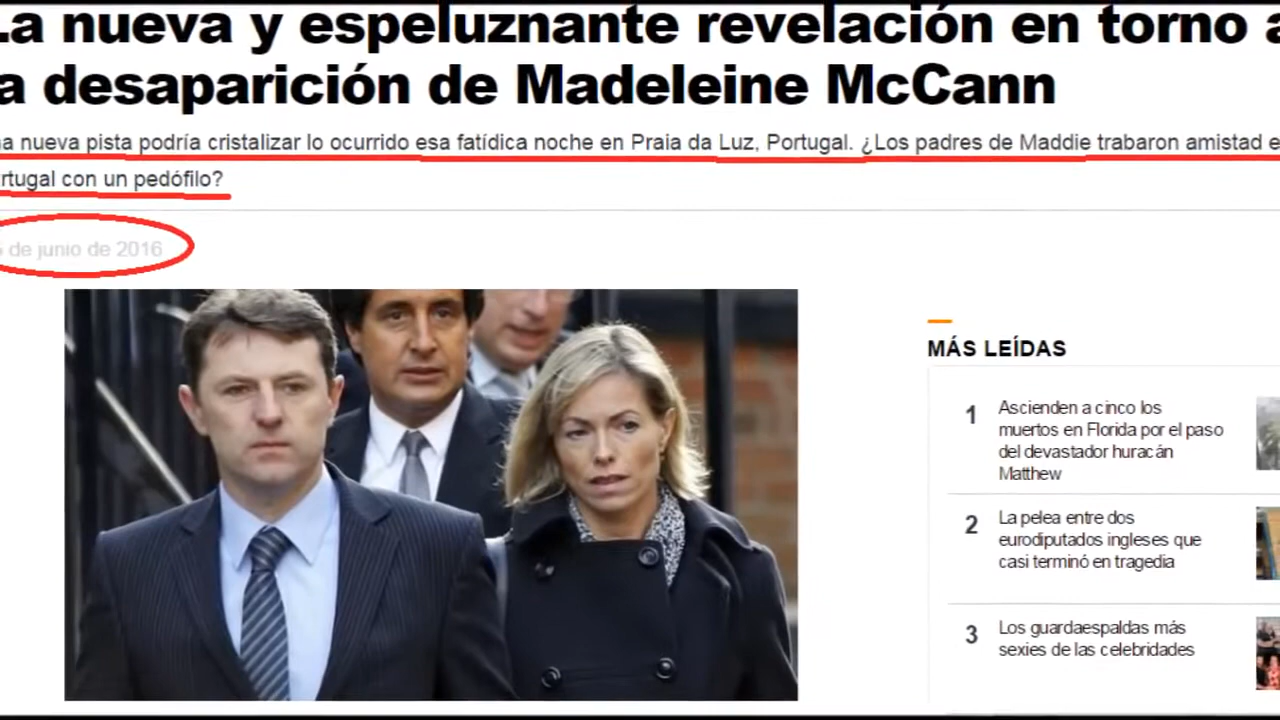 La nueva y espeluznante revelación en torno a
a desaparición de Madeleine McCann
a nueva pista podría cristalizar lo ocurrido esa fatídica noche en Praia da Luz, Portugal. ¿Los padres de Maddie trabaron amistad e
rtugal con un pedófilo?
de junio de 2016
MÁS LEÍDAS
1 Ascienden a cinco los
muertos en Florida por el paso
del devastador huracán
Matthew
2 La pelea entre dos
eurodiputados ingleses que
casi terminó en tragedia
3 Los guardaespaldas más
sexies de las celebridades